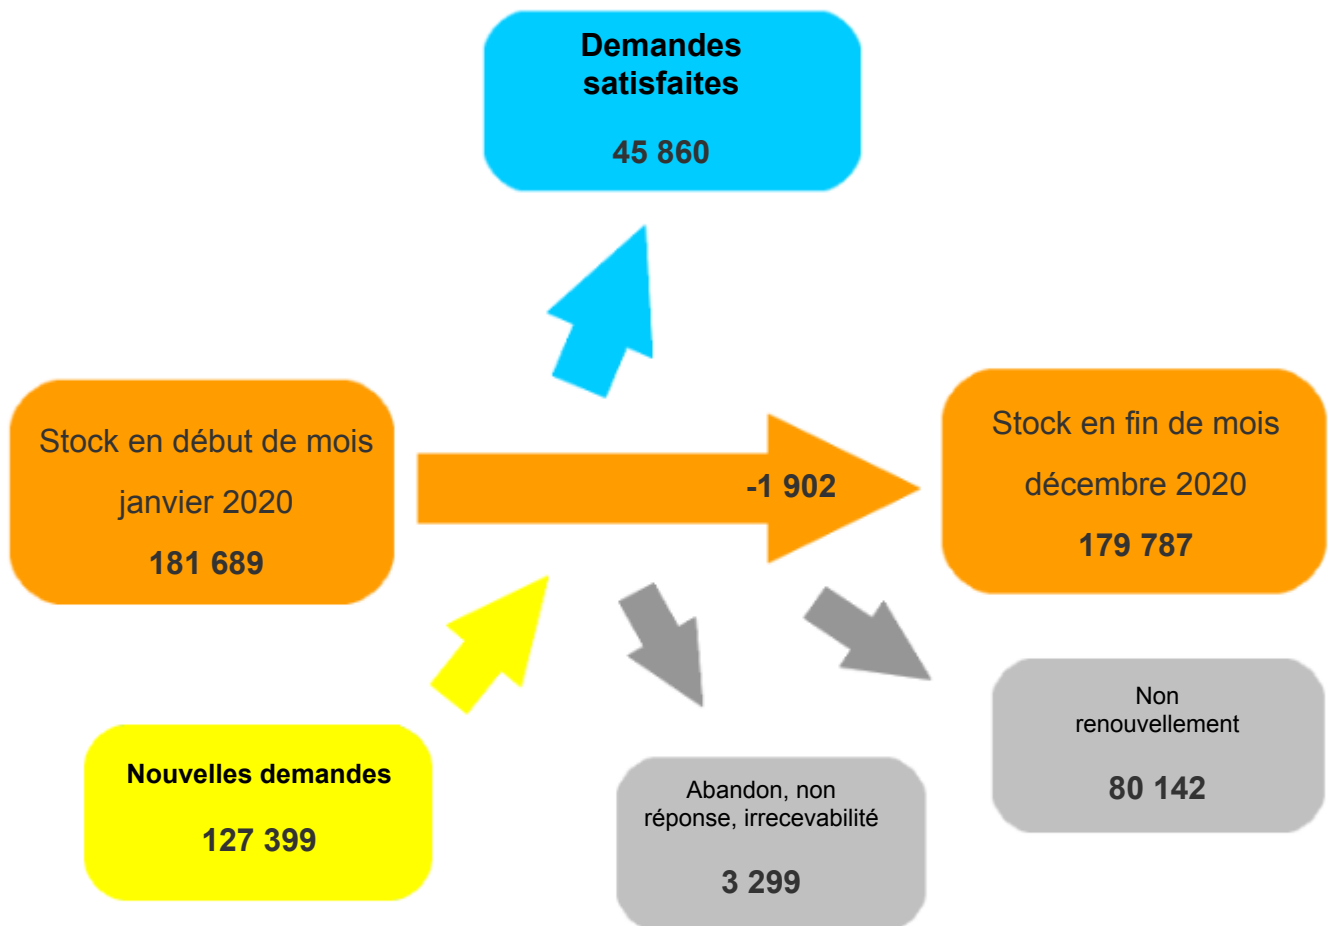 Demandes
satisfaites
45 860
Stock en début de mois
janvier 2020
181 689
-1 902
Stock en fin de mois
décembre 2020
179 787
Nouvelles demandes
127 399
Abandon, non
réponse, irrecevabilité
3 299
Non
renouvellement
80 142